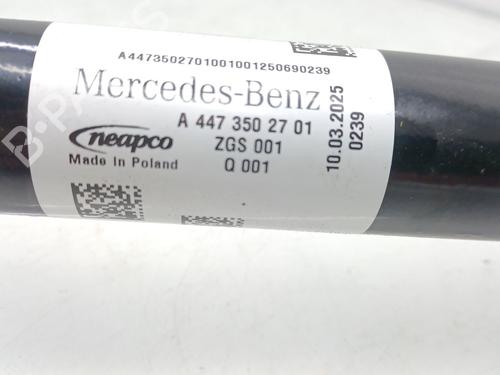 A4473502701001001250690239
Mercedes-Benz
A 447 350 27 01
neapco
ZGS 001
Made in Poland
Q 001
10.03.2025
0239